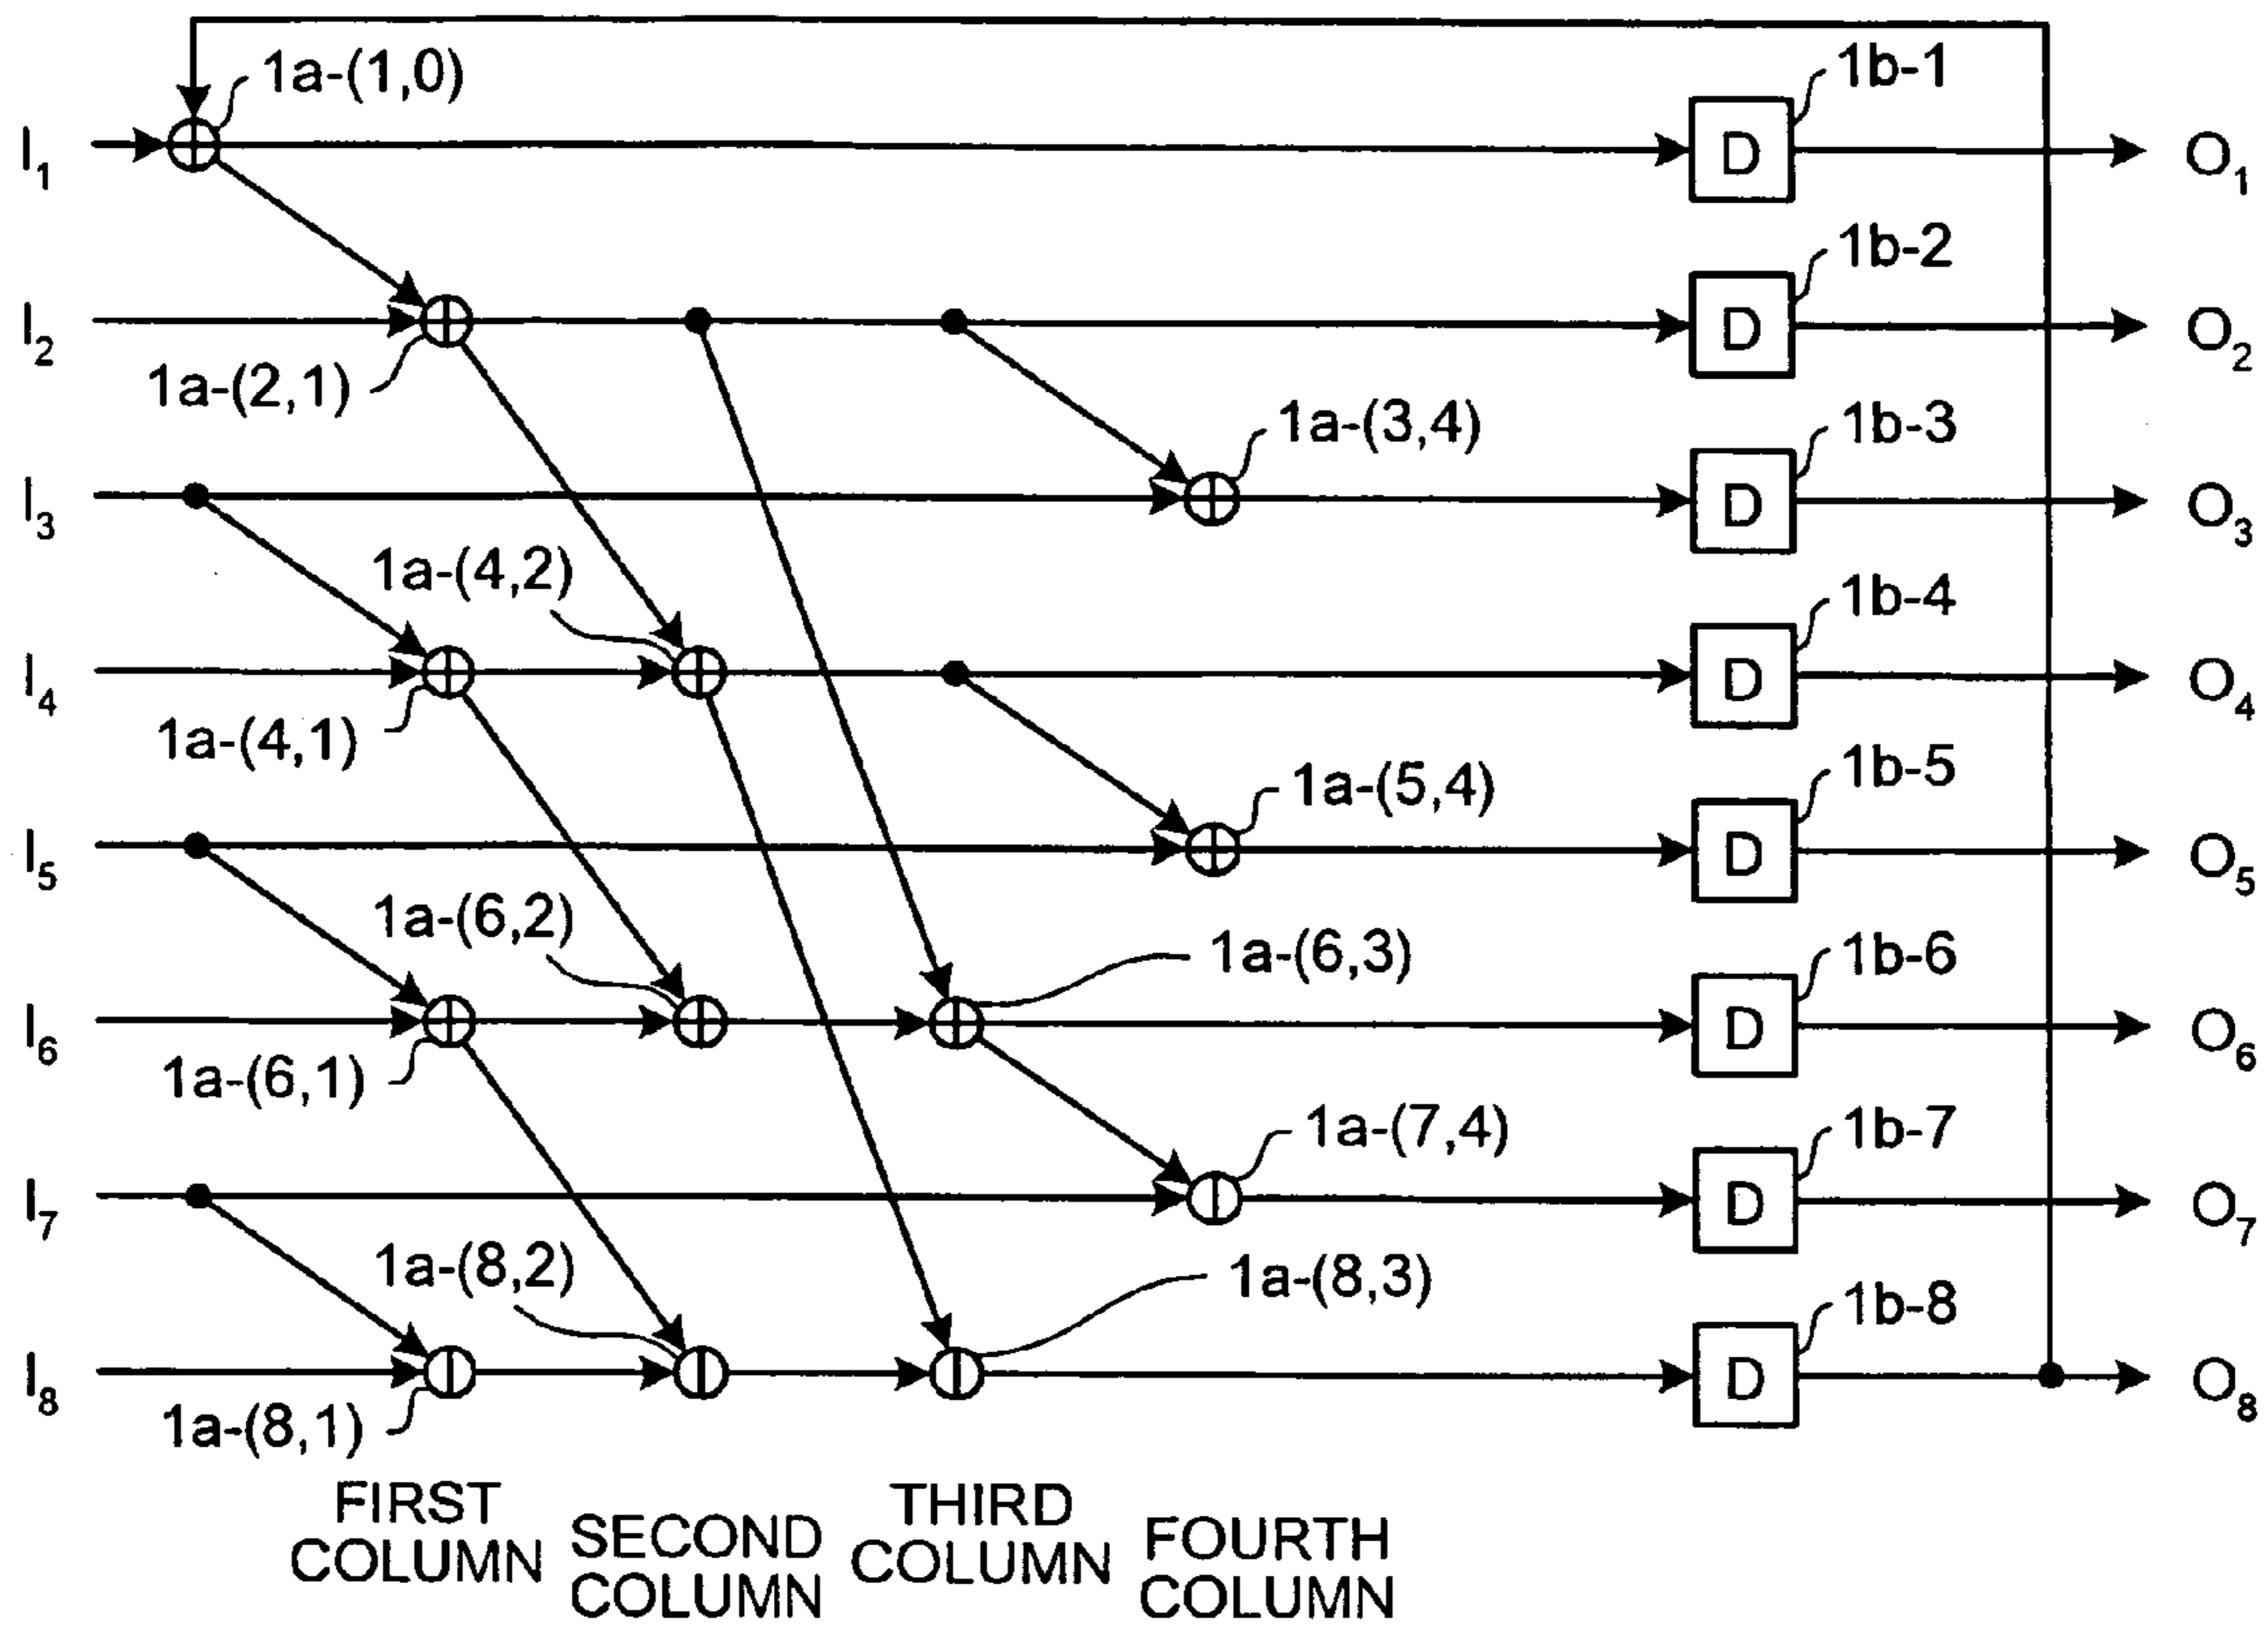 1a-(1,0)
1b-1
I1
D
O1
1b-2
I2
D
O2
1a-(2,1)
1a-(3,4)
1b-3
I3
D
O3
1a-(4,2)
1b-4
I4
D
O4
1a-(4,1)
1a-(5,4)
1b-5
I5
D
O5
1a-(6,2)
1a-(6,3)
1b-6
I6
D
O6
1a-(6,1)
1a-(7,4)
1b-7
I7
D
O7
1a-(8,2)
1a-(8,3)
1b-8
I8
D
O8
1a-(8,1)
FIRST
COLUMN
SECOND
COLUMN
THIRD
COLUMN
FOURTH
COLUMN